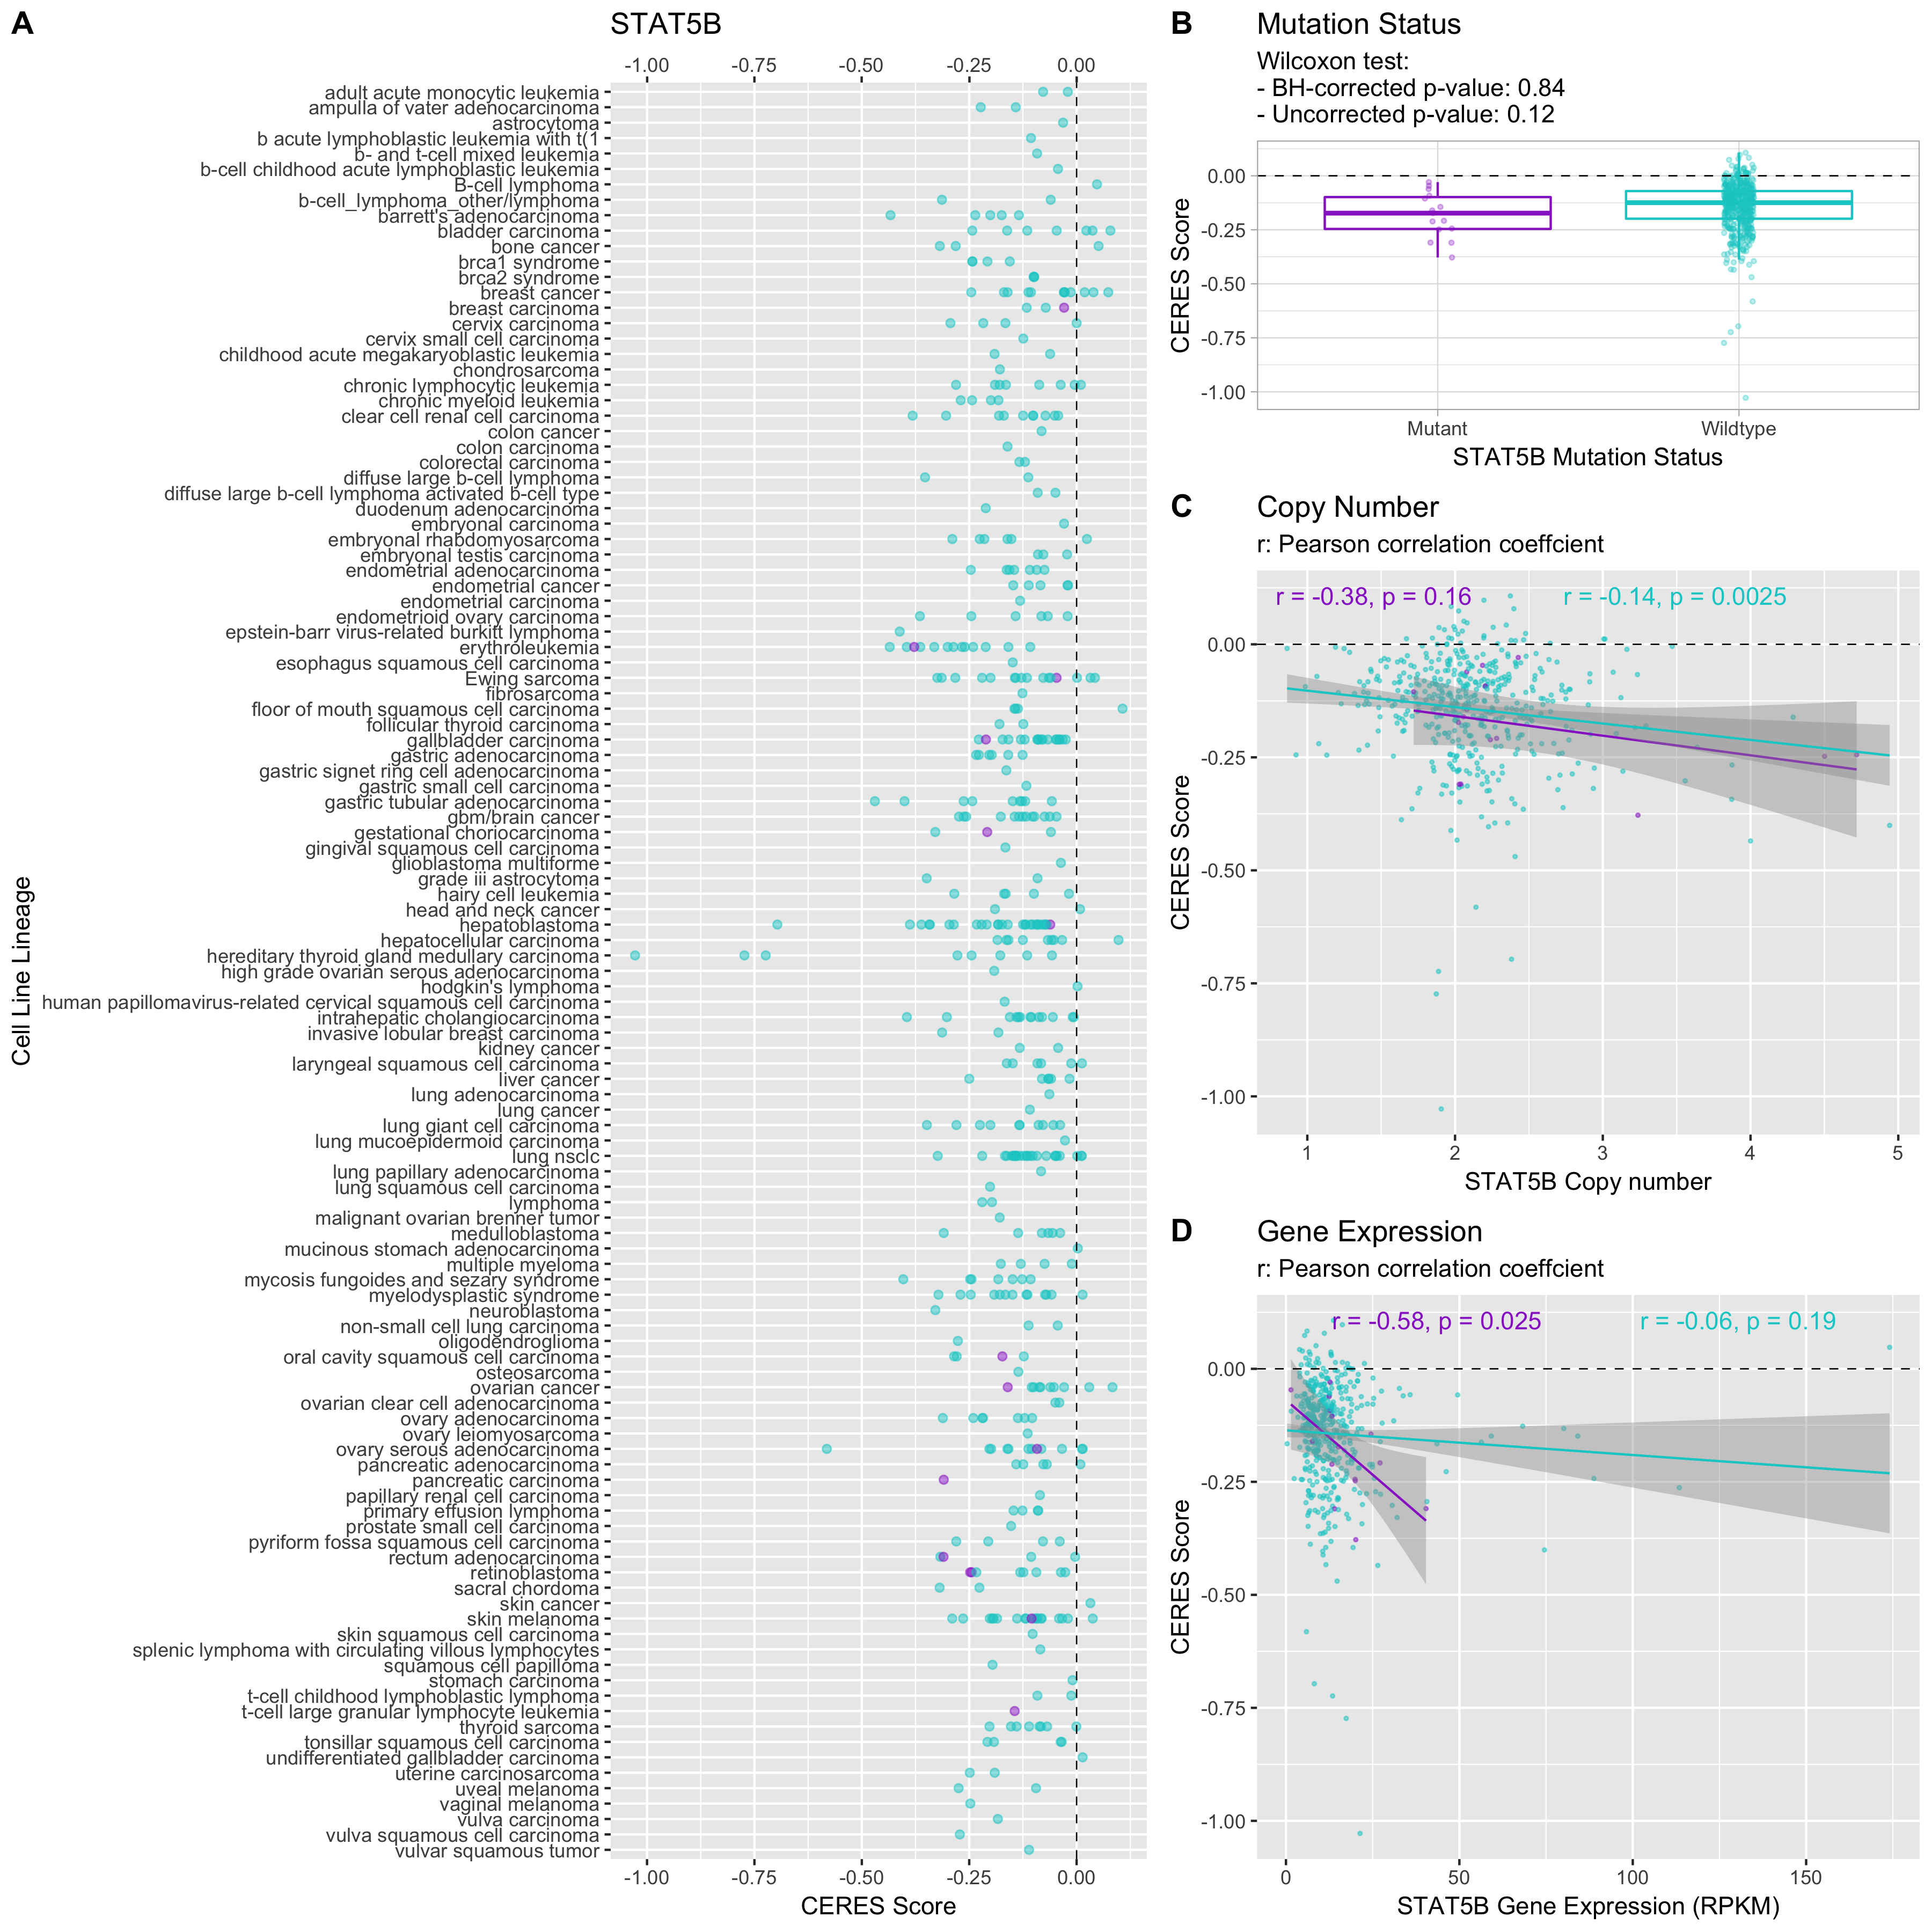 A
STAT5B
-1.00 -0.75 -0.50 -0.25 0.00
Cell Line Lineage
adult acute monocytic leukemia
ampulla of vater adenocarcinoma
astrocytoma
b acute lymphoblastic leukemia with t(1
b- and t-cell mixed leukemia
b-cell childhood acute lymphoblastic leukemia
B-cell lymphoma
b-cell_lymphoma_other/lymphoma
barrett's adenocarcinoma
bladder carcinoma
bone cancer
brca1 syndrome
brca2 syndrome
breast cancer
breast carcinoma
cervix carcinoma
cervix small cell carcinoma
childhood acute megakaryoblastic leukemia
chondrosarcoma
chronic lymphocytic leukemia
chronic myeloid leukemia
clear cell renal cell carcinoma
colon cancer
colon carcinoma
colorectal carcinoma
diffuse large b-cell lymphoma
diffuse large b-cell lymphoma activated b-cell type
duodenum adenocarcinoma
embryonal carcinoma
embryonal rhabdomyosarcoma
embryonal testis carcinoma
endometrial adenocarcinoma
endometrial cancer
endometrial carcinoma
endometrioid ovary carcinoma
epstein-barr virus-related burkitt lymphoma
erythroleukemia
esophagus squamous cell carcinoma
Ewing sarcoma
fibrosarcoma
floor of mouth squamous cell carcinoma
follicular thyroid carcinoma
gallbladder carcinoma
gastric adenocarcinoma
gastric signet ring cell adenocarcinoma
gastric small cell carcinoma
gastric tubular adenocarcinoma
gbm/brain cancer
gestational choriocarcinoma
gingival squamous cell carcinoma
glioblastoma multiforme
grade iii astrocytoma
hairy cell leukemia
head and neck cancer
hepatoblastoma
hepatocellular carcinoma
hereditary thyroid gland medullary carcinoma
high grade ovarian serous adenocarcinoma
hodgkin's lymphoma
human papillomavirus-related cervical squamous cell carcinoma
intrahepatic cholangiocarcinoma
invasive lobular breast carcinoma
kidney cancer
laryngeal squamous cell carcinoma
liver cancer
lung adenocarcinoma
lung cancer
lung giant cell carcinoma
lung mucoepidermoid carcinoma
lung nsclc
lung papillary adenocarcinoma
lung squamous cell carcinoma
lymphoma
malignant ovarian brenner tumor
medulloblastoma
mucinous stomach adenocarcinoma
multiple myeloma
mycosis fungoides and sezary syndrome
myelodysplastic syndrome
neuroblastoma
non-small cell lung carcinoma
oligodendroglioma
oral cavity squamous cell carcinoma
osteosarcoma
ovarian cancer
ovarian clear cell adenocarcinoma
ovary adenocarcinoma
ovary leiomyosarcoma
ovary serous adenocarcinoma
pancreatic adenocarcinoma
pancreatic carcinoma
papillary renal cell carcinoma
primary effusion lymphoma
prostate small cell carcinoma
pyriform fossa squamous cell carcinoma
rectum adenocarcinoma
retinoblastoma
sacral chordoma
skin cancer
skin melanoma
skin squamous cell carcinoma
splenic lymphoma with circulating villous lymphocytes
squamous cell papilloma
stomach carcinoma
t-cell childhood lymphoblastic lymphoma
t-cell large granular lymphocyte leukemia
thyroid sarcoma
tonsillar squamous cell carcinoma
undifferentiated gallbladder carcinoma
uterine carcinosarcoma
uveal melanoma
vaginal melanoma
vulva carcinoma
vulva squamous cell carcinoma
vulvar squamous tumor
-1.00 -0.75 -0.50 -0.25 0.00
CERES Score
B
Mutation Status
Wilcoxon test:
- BH-corrected p-value: 0.84
- Uncorrected p-value: 0.12
CERES Score
0.00
-0.25
-0.50
-0.75
-1.00
Mutant Wildtype
STAT5B Mutation Status
C
Copy Number
r: Pearson correlation coeffcient
r = -0.38, p = 0.16 r = -0.14, p = 0.0025
CERES Score
0.00
-0.25
-0.50
-0.75
-1.00
1 2 3 4 5
STAT5B Copy number
D
Gene Expression
r: Pearson correlation coeffcient
r = -0.58, p = 0.025 r = -0.06, p = 0.19
CERES Score
0.00
-0.25
-0.50
-0.75
-1.00
0 50 100 150
STAT5B Gene Expression (RPKM)